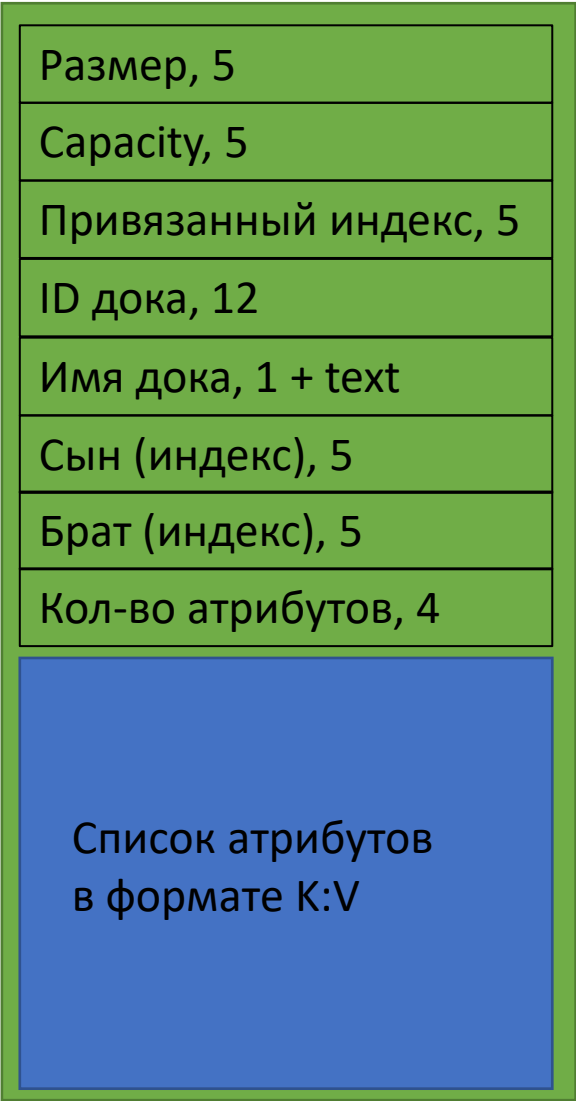 Размер, 5
Capacity, 5
Привязанный индекс, 5
ID дока, 12
Имя дока, 1 + text
Сын (индекс), 5
Брат (индекс), 5
Кол-во атрибутов, 4
Список атрибутов
в формате K:V